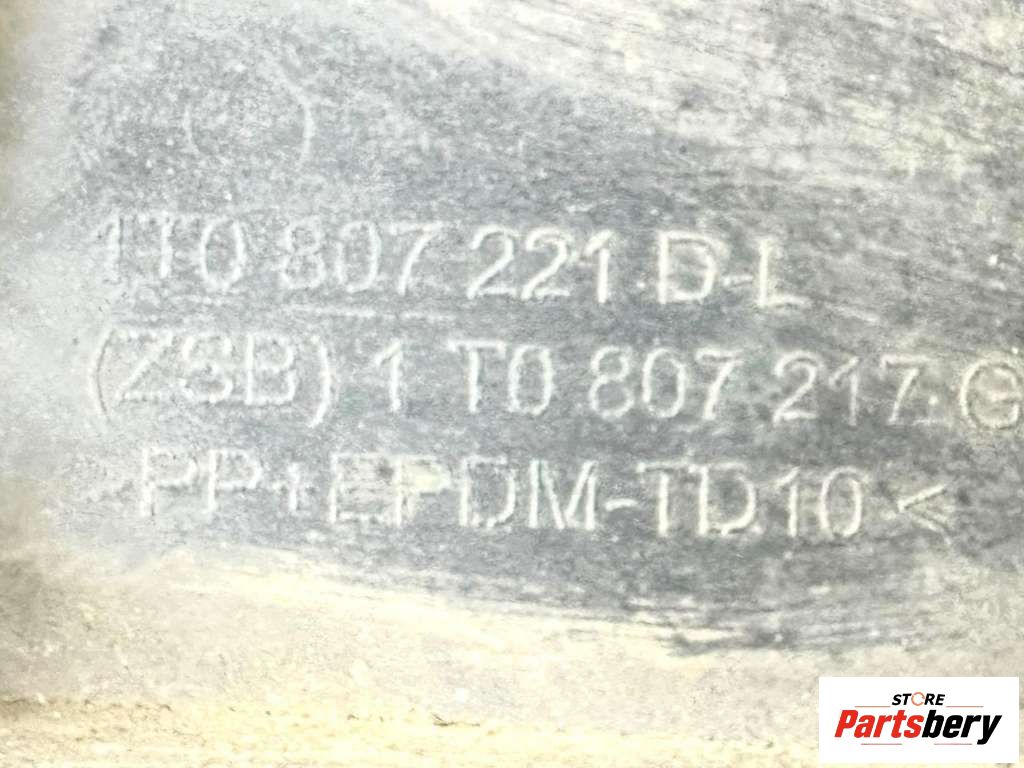 1T0 807 221 D-L
(ZSB) 1 T0 807 217 G
>PP+EPDM-TD10<
STORE
Partsbery